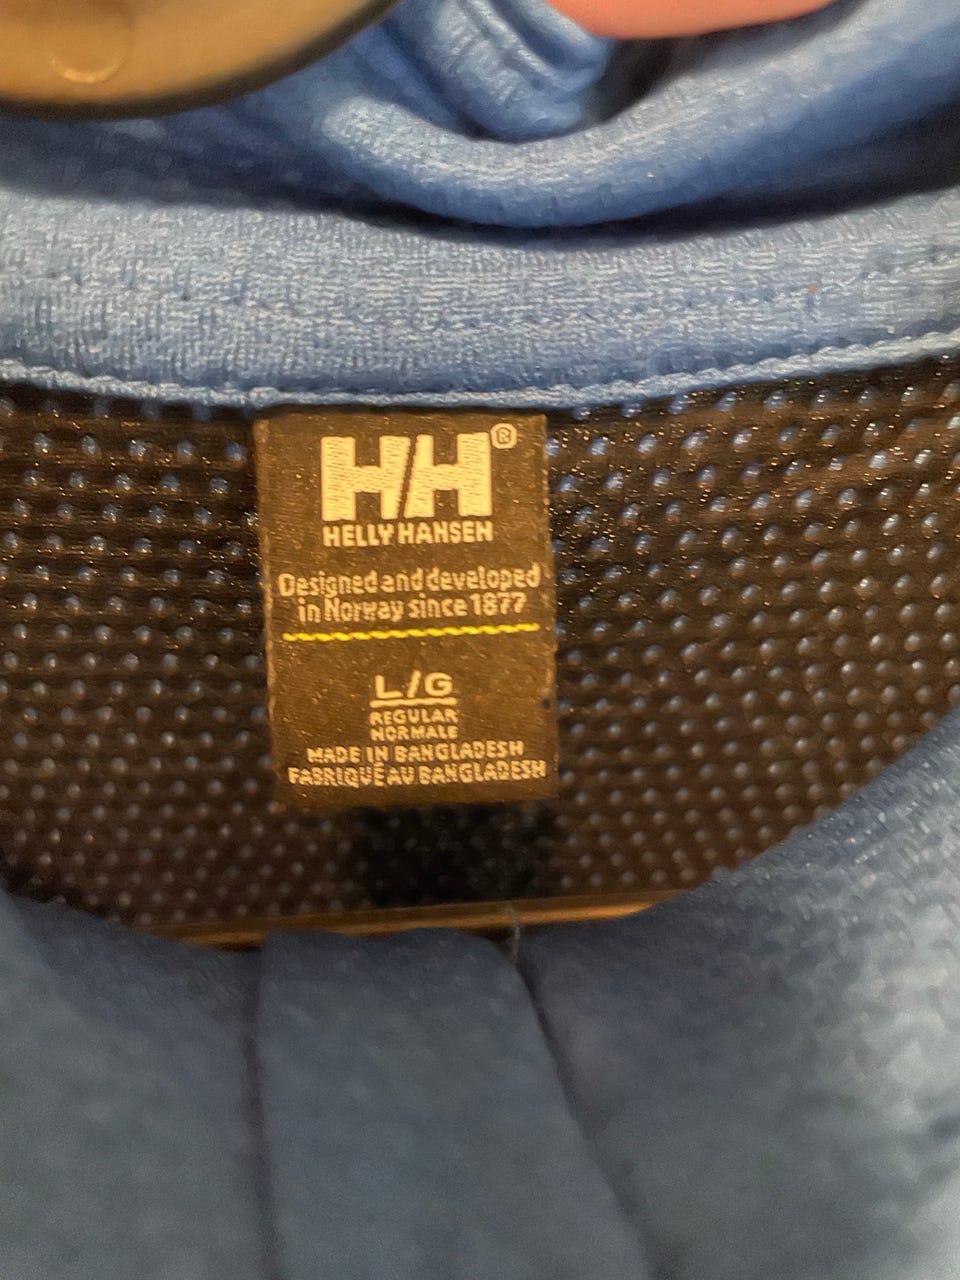 HH®
HELLY HANSEN
Designed and developed
in Norway since 1877
L/G
REGULAR
NORMALE
MADE IN BANGLADESH
FABRIQUÉ AU BANGLADESH